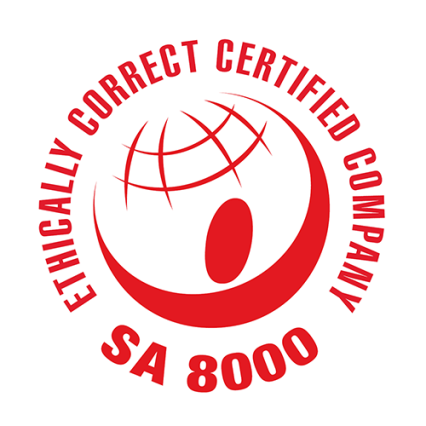 ETHICALLY CORRECT CERTIFIED COMPANY
SA 8000